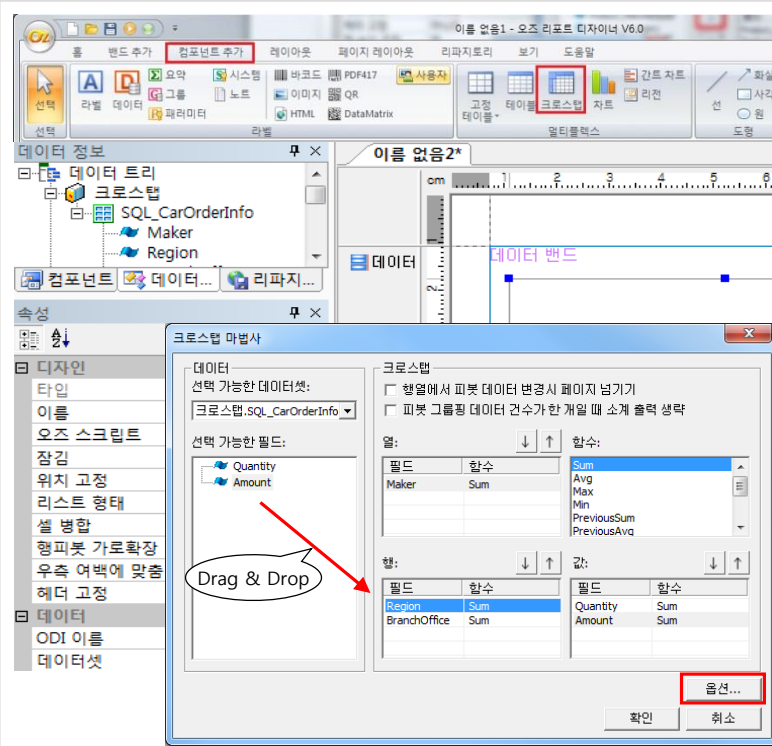 이름 없음1 - 오즈 리포트 디자이너 V6.0
홈 밴드 추가 컴포넌트 추가 레이아웃 페이지 레이아웃 리파지토리 보기 도움말
선택 라벨 데이터 요약 시스템 바코드 PDF417 사용자 고정 테이블 테이블 크로스탭 차트 간트 차트 선 화살
그룹 노트 이미지 QR 리전 사각
패러미터 HTML DataMatrix 원
선택 라벨 멀티플렉스 도형
데이터 정보
이름 없음2*
데이터 트리
크로스탭
cm 1 2 3 4 5 6
SQL_CarOrderInfo
Maker
Region
데이터
데이터 밴드
2
컴포넌트 데이터... 리파지...
속성
디자인
타입
이름
오즈 스크립트
잠김
위치 고정
리스트 형태
셀 병합
행피봇 가로확장
우측 여백에 맞춤
헤더 고정
데이터
ODI 이름
데이터셋
크로스탭 마법사
데이터
선택 가능한 데이터셋:
크로스탭.SQL_CarOrderInfo
선택 가능한 필드:
Quantity
Amount
Drag & Drop
크로스탭
행열에서 피봇 데이터 변경시 페이지 넘기기
피봇 그룹핑 데이터 건수가 한 개일 때 소계 출력 생략
열: ↓ ↑
필드 함수
Maker Sum
함수:
Sum
Avg
Max
Min
PreviousSum
PreviousAvg
행: ↓ ↑
필드 함수
Region Sum
BranchOffice Sum
값: ↓ ↑
필드 함수
Quantity Sum
Amount Sum
옵션...
확인 취소